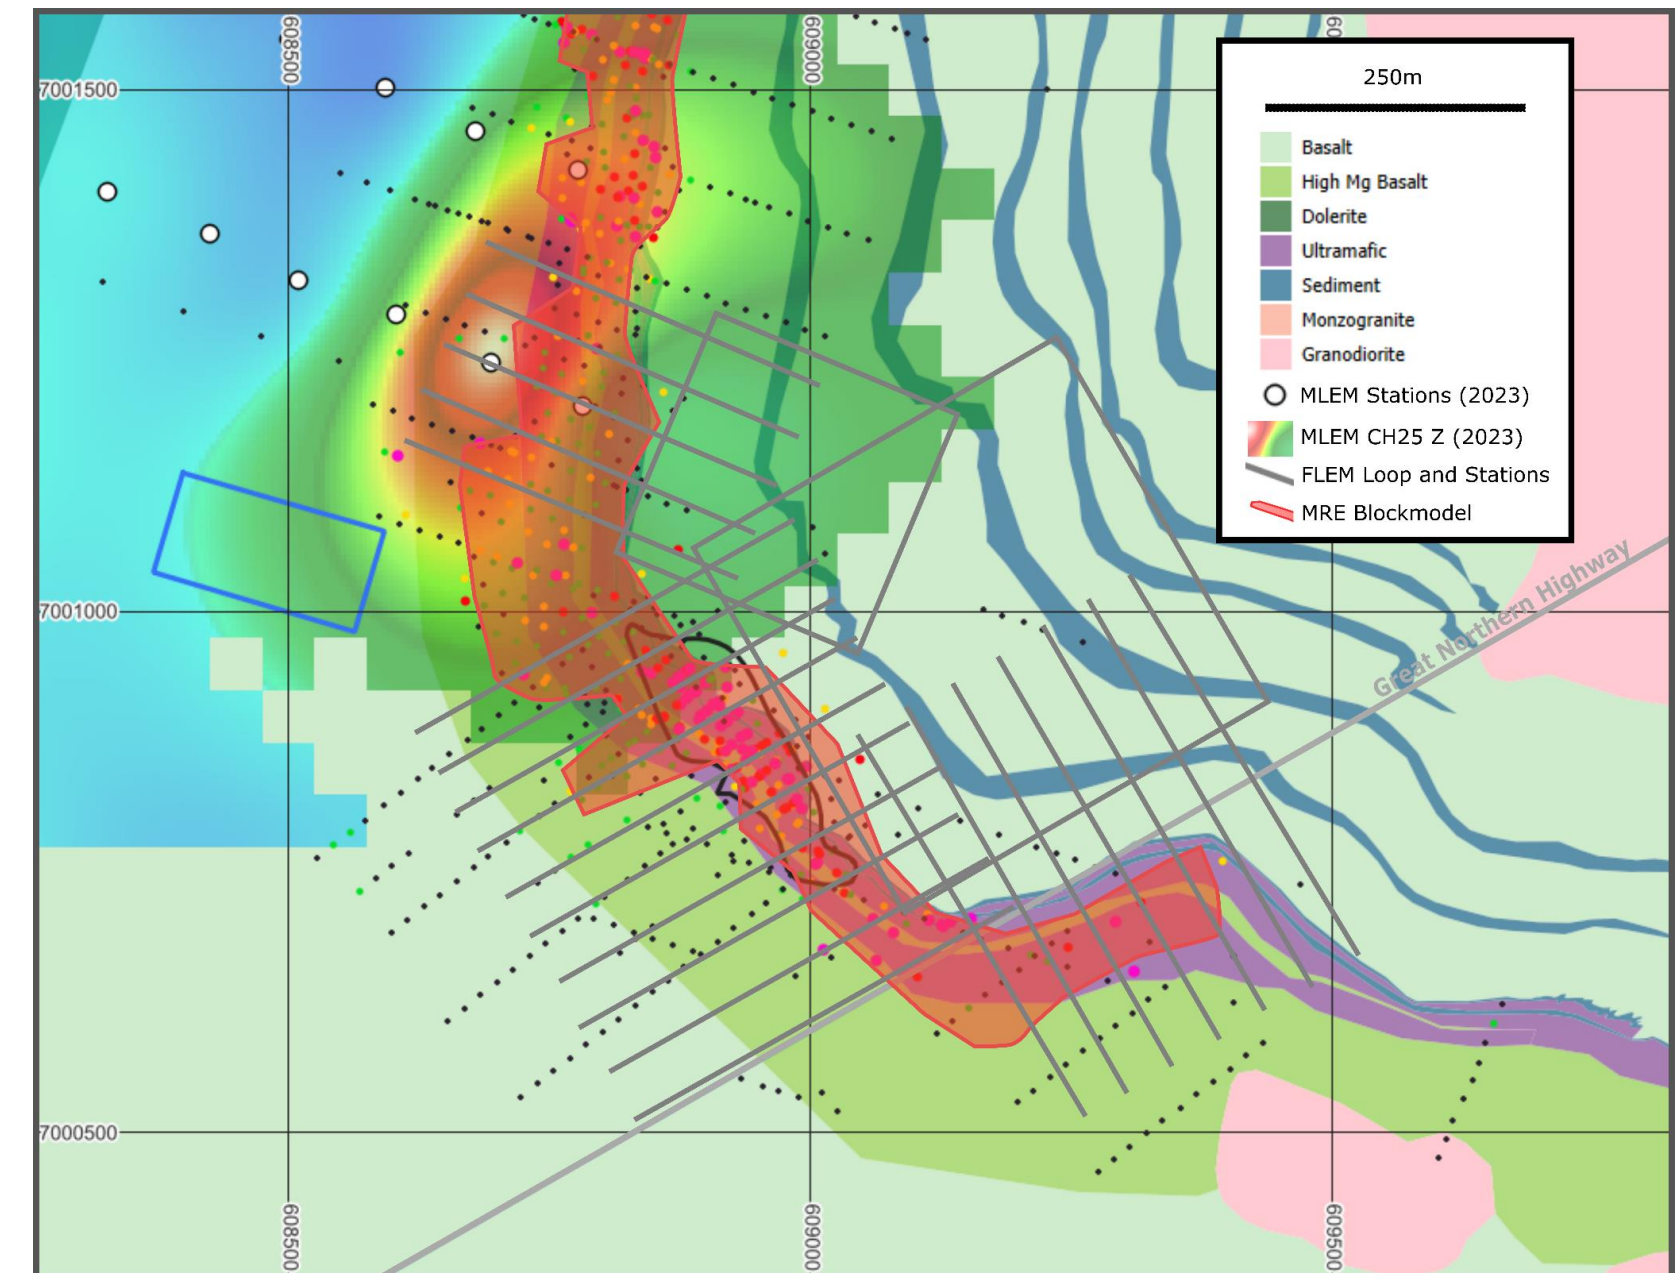 608500
609000
60
7001500
7001000
7000500
250m
Basalt
High Mg Basalt
Dolerite
Ultramafic
Sediment
Monzogranite
Granodiorite
MLEM Stations (2023)
MLEM CH25 Z (2023)
FLEM Loop and Stations
MRE Blockmodel
Great Northern Highway
608500
609000
609500